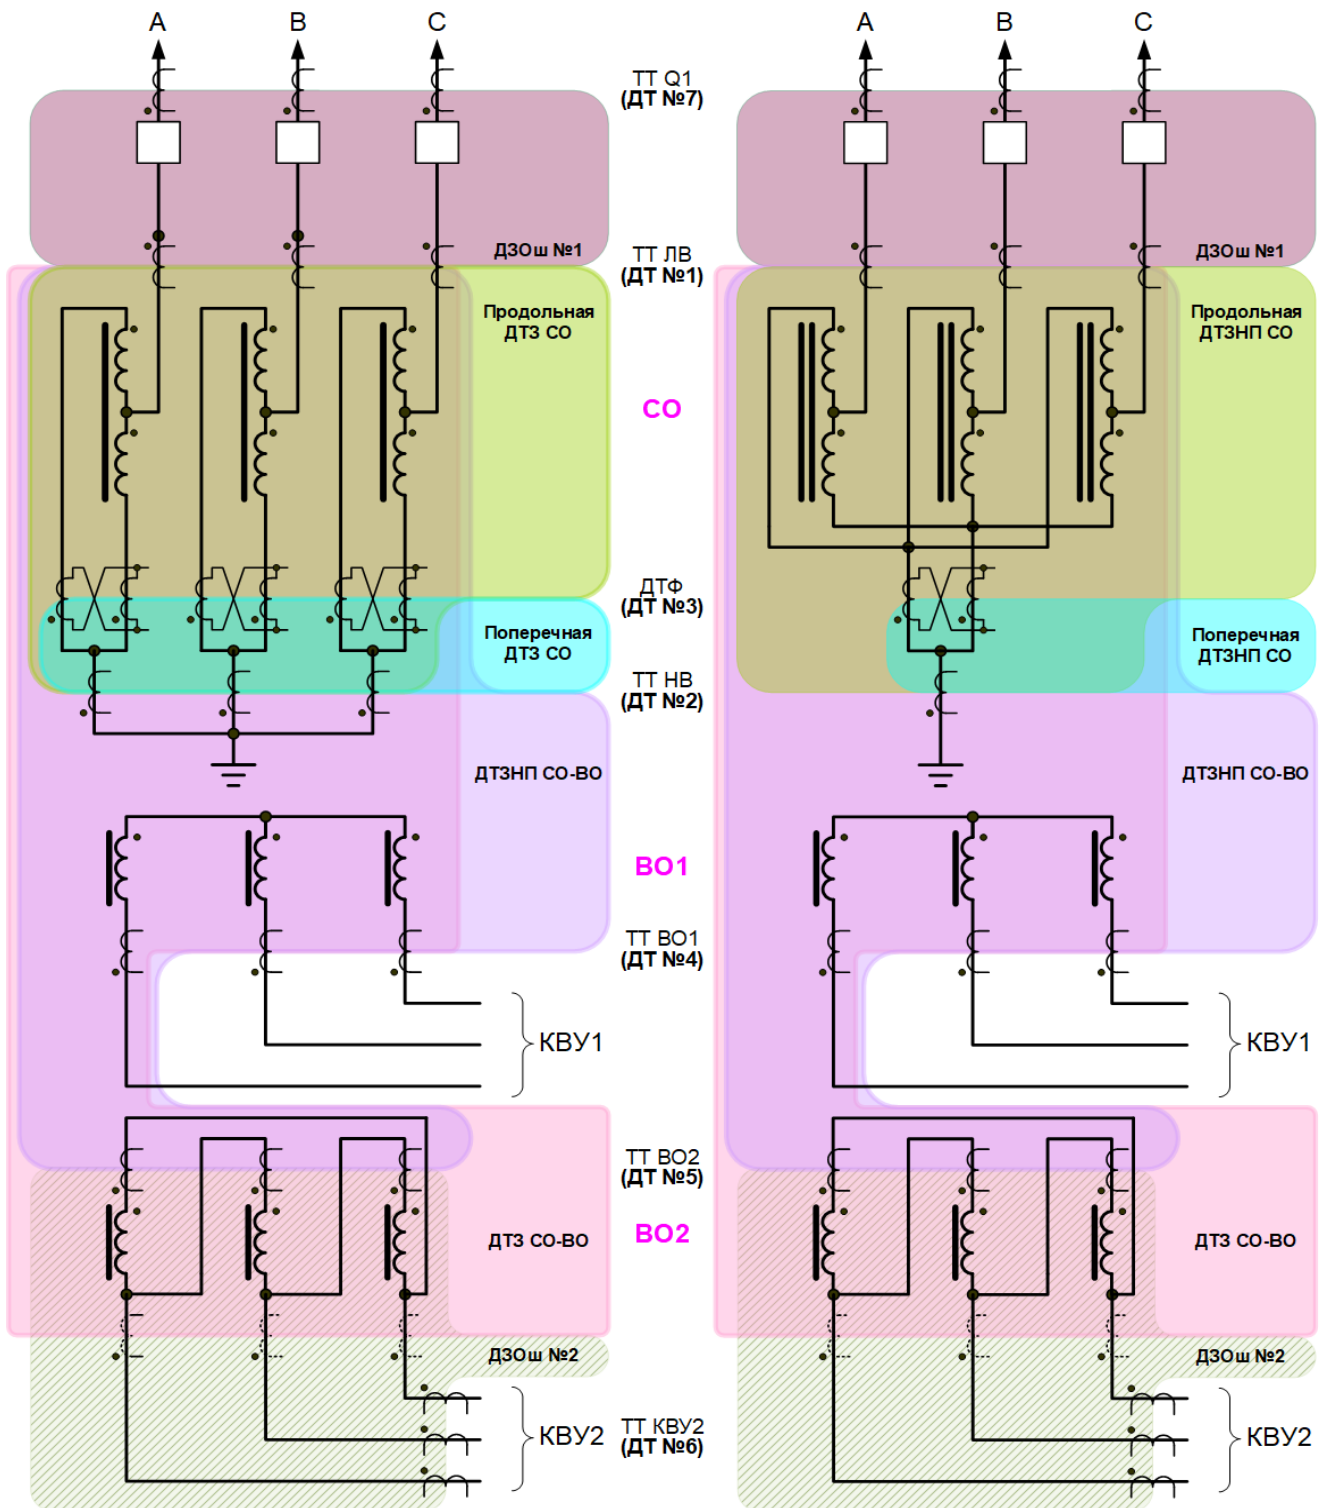 A B C A B C
ТТ Q1
(ДТ №7)
ДЗОш №1
ТТ ЛВ
(ДТ №1)
ДЗОш №1
Продольная
ДТЗ СО
Продольная
ДТЗНП СО
СО
ДТФ
(ДТ №3)
Поперечная
ДТЗ СО
Поперечная
ДТЗНП СО
ТТ НВ
(ДТ №2)
ДТЗНП СО-ВО
ДТЗНП СО-ВО
ВО1
ТТ ВО1
(ДТ №4)
КВУ1
КВУ1
ТТ ВО2
(ДТ №5)
ВО2
ДТЗ СО-ВО
ДТЗ СО-ВО
ДЗОш №2
ДЗОш №2
ТТ КВУ2
(ДТ №6)
КВУ2
КВУ2